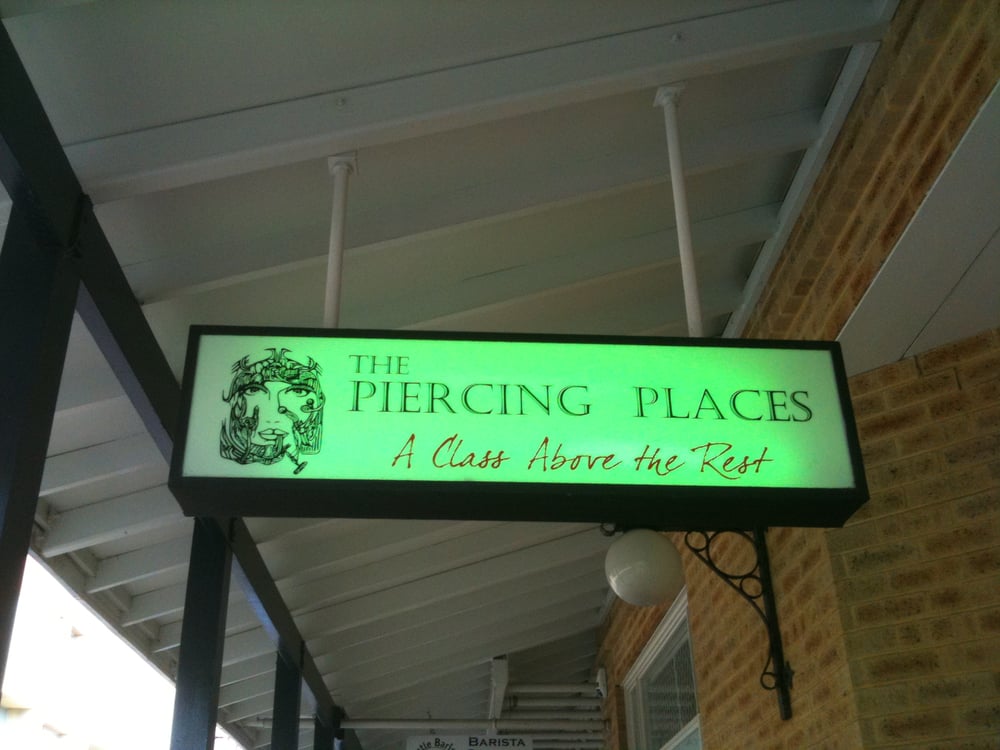 THE
PIERCING PLACES
A Class Above the Rest
BARISTA